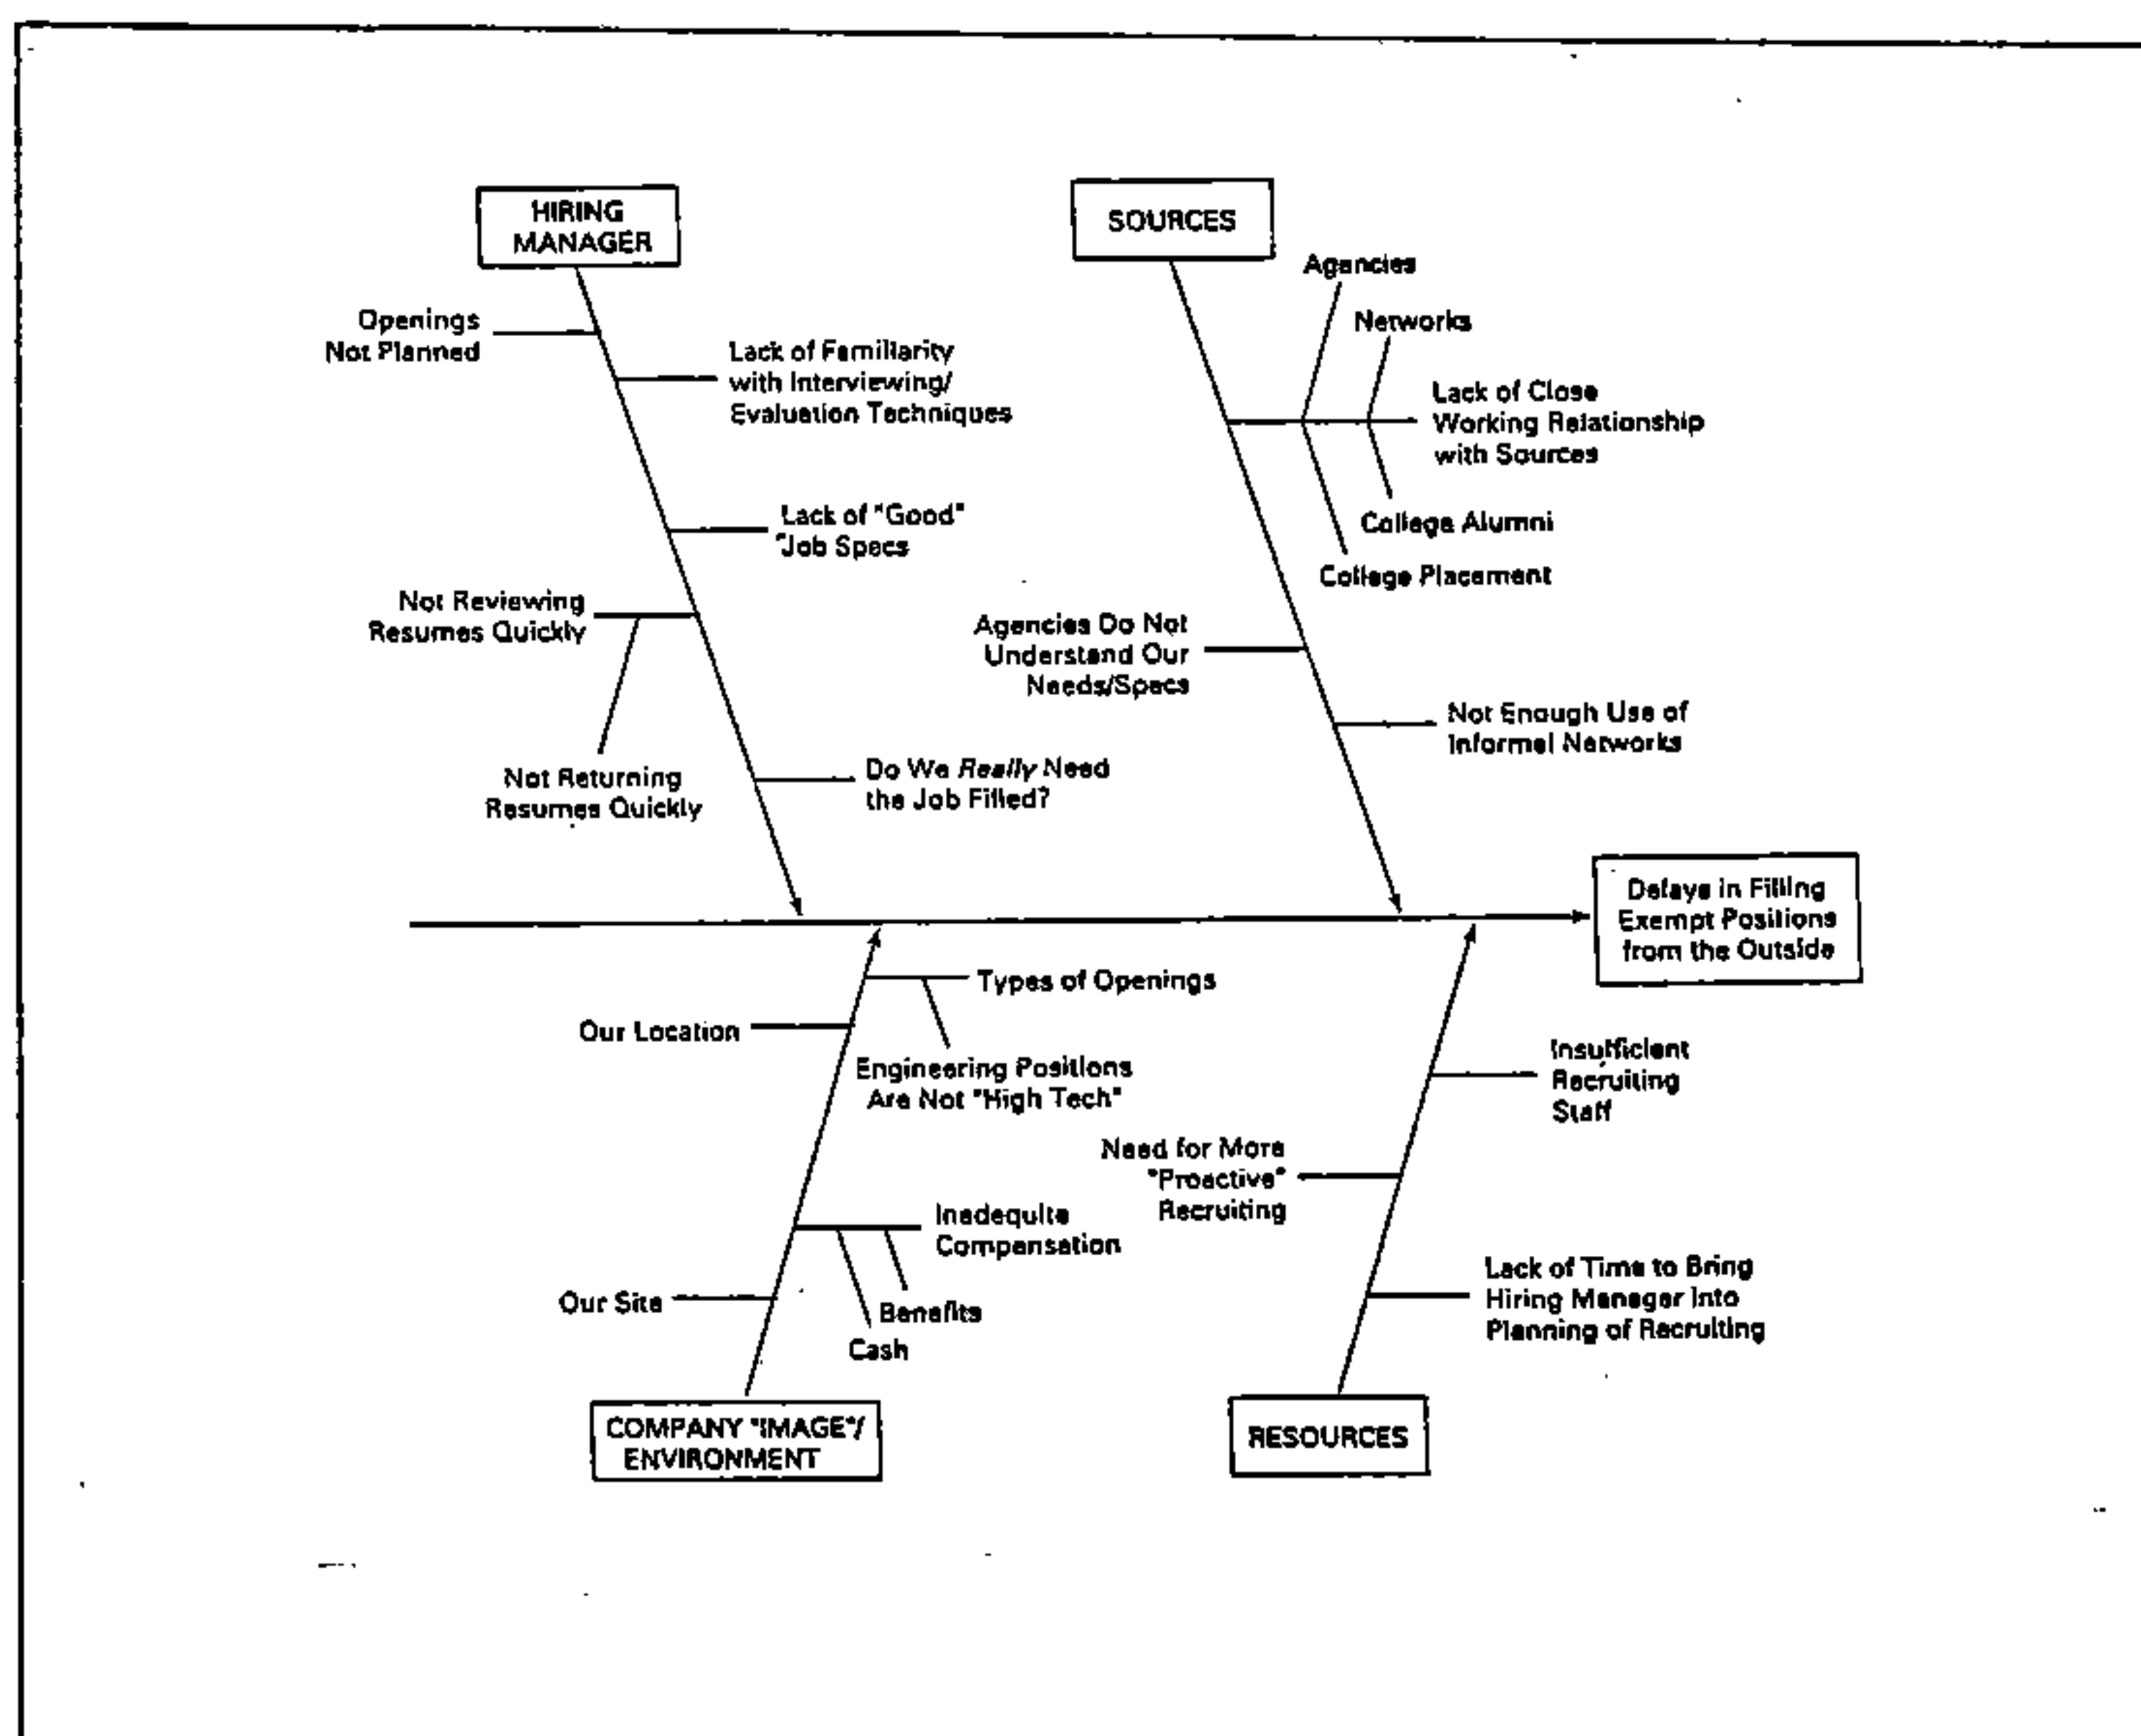 HIRING
MANAGER
SOURCES
Agencies
Openings
Not Planned
Networks
Lack of Familiarity
with Interviewing/
Evaluation Techniques
Lack of Close
Working Relationship
with Sources
Lack of "Good"
Job Specs
College Alumni
College Placement
Not Reviewing
Resumes Quickly
Agencies Do Not
Understand Our
Needs/Specs
Not Enough Use of
Informal Networks
Not Returning
Resumes Quickly
Do We Really Need
the Job Filled?
Delays in Filling
Exempt Positions
from the Outside
Types of Openings
Our Location
Engineering Positions
Are Not "High Tech"
Insufficient
Recruiting
Staff
Need for More
"Proactive"
Recruiting
Inadequite
Compensation
Our Site
Benefits
Cash
Lack of Time to Bring
Hiring Manager Into
Planning of Recruiting
COMPANY "IMAGE"/
ENVIRONMENT
RESOURCES